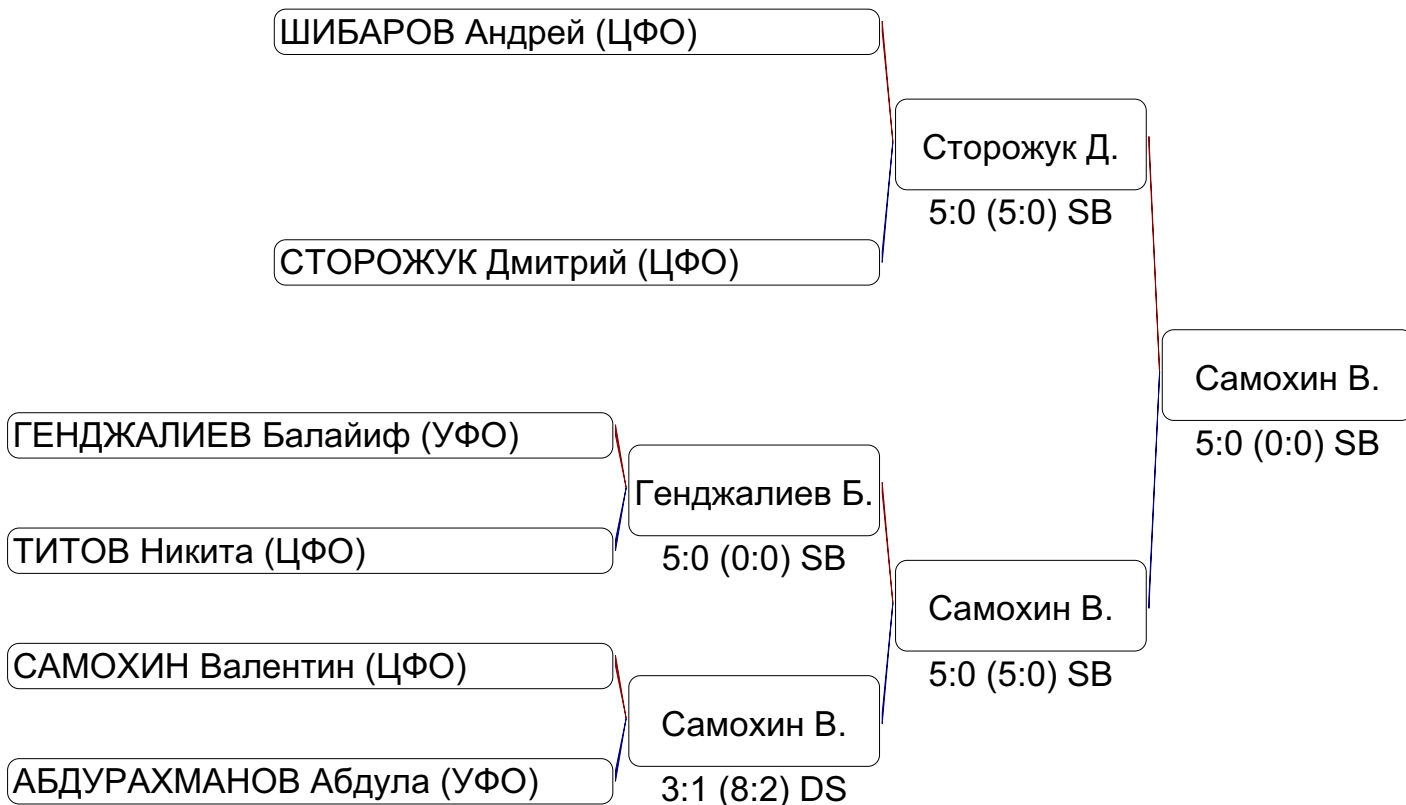 ШИБАРОВ Андрей (ЦФО)
Сторожук Д.
5:0 (5:0) SB
СТОРОЖУК Дмитрий (ЦФО)
Самохин В.
5:0 (0:0) SB
ГЕНДЖАЛИЕВ Балайиф (УФО)
Генджалиев Б.
5:0 (0:0) SB
ТИТОВ Никита (ЦФО)
Самохин В.
5:0 (5:0) SB
САМОХИН Валентин (ЦФО)
Самохин В.
3:1 (8:2) DS
АБДУРАХМАНОВ Абдула (УФО)